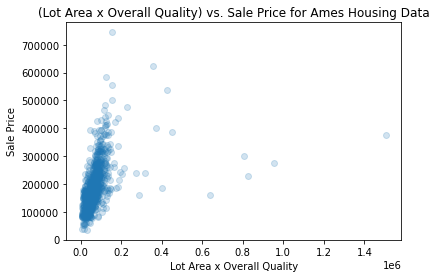 (Lot Area x Overall Quality) vs. Sale Price for Ames Housing Data
700000
600000
500000
400000
300000
200000
100000
0
Sale Price
0.0 0.2 0.4 0.6 0.8 1.0 1.2 1.4
1e6
Lot Area x Overall Quality